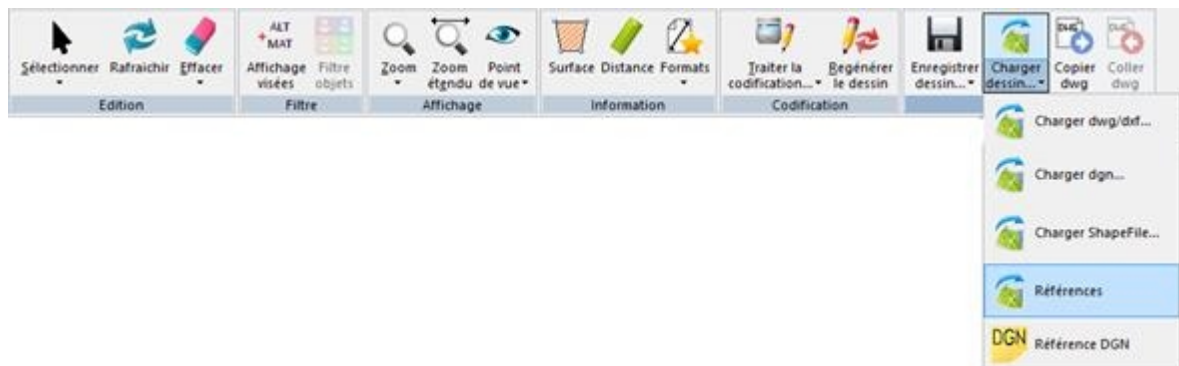 ALT
MAT
DWG
DWG
Sélectionner Rafraichir Effacer Affichage Filtre Zoom Zoom Point Surface Distance Formats Traiter la Regénérer Enregistrer Charger Copier Coller
visées objets étendu de vue codification... le dessin dessin... dessin... dwg dwg
Edition Filtre Affichage Information Codification
Charger dwg/dxf...
Charger dgn...
Charger ShapeFile...
Références
DGN Référence DGN